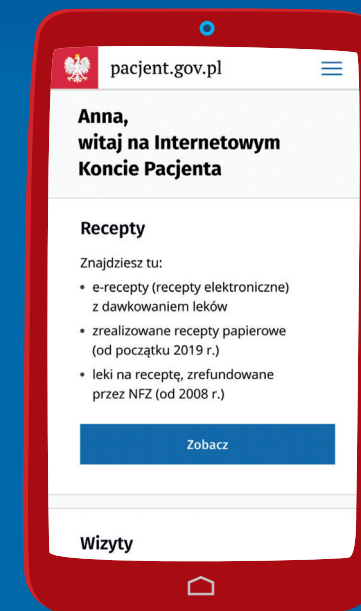 pacjent.gov.pl
Anna,
witaj na Internetowym
Koncie Pacjenta
Recepty
Znajdziesz tu:
• e-recepty (recepty elektroniczne)
z dawkowaniem leków
• zrealizowane recepty papierowe
(od początku 2019 r.)
• leki na receptę, zrefundowane
przez NFZ (od 2008 r.)
Zobacz
Wizyty